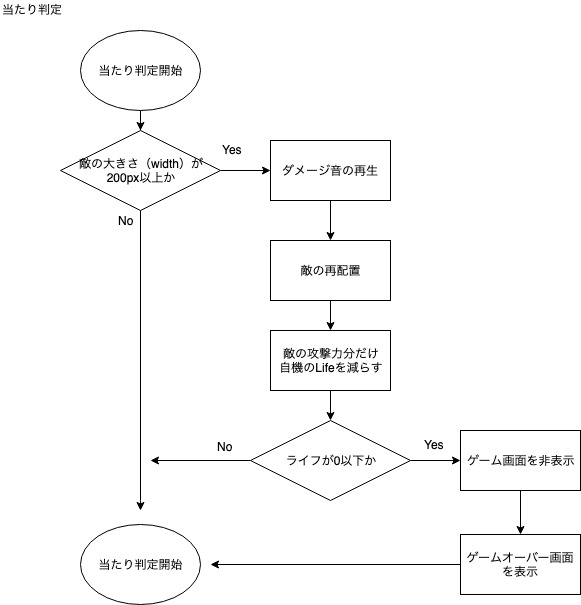 当たり判定
当たり判定開始
敵の大きさ（width）が
200px以上か
Yes
ダメージ音の再生
No
敵の再配置
敵の攻撃力分だけ
自機のLifeを減らす
ライフが0以下か
No
Yes
ゲーム画面を非表示
当たり判定開始
ゲームオーバー画面
を表示